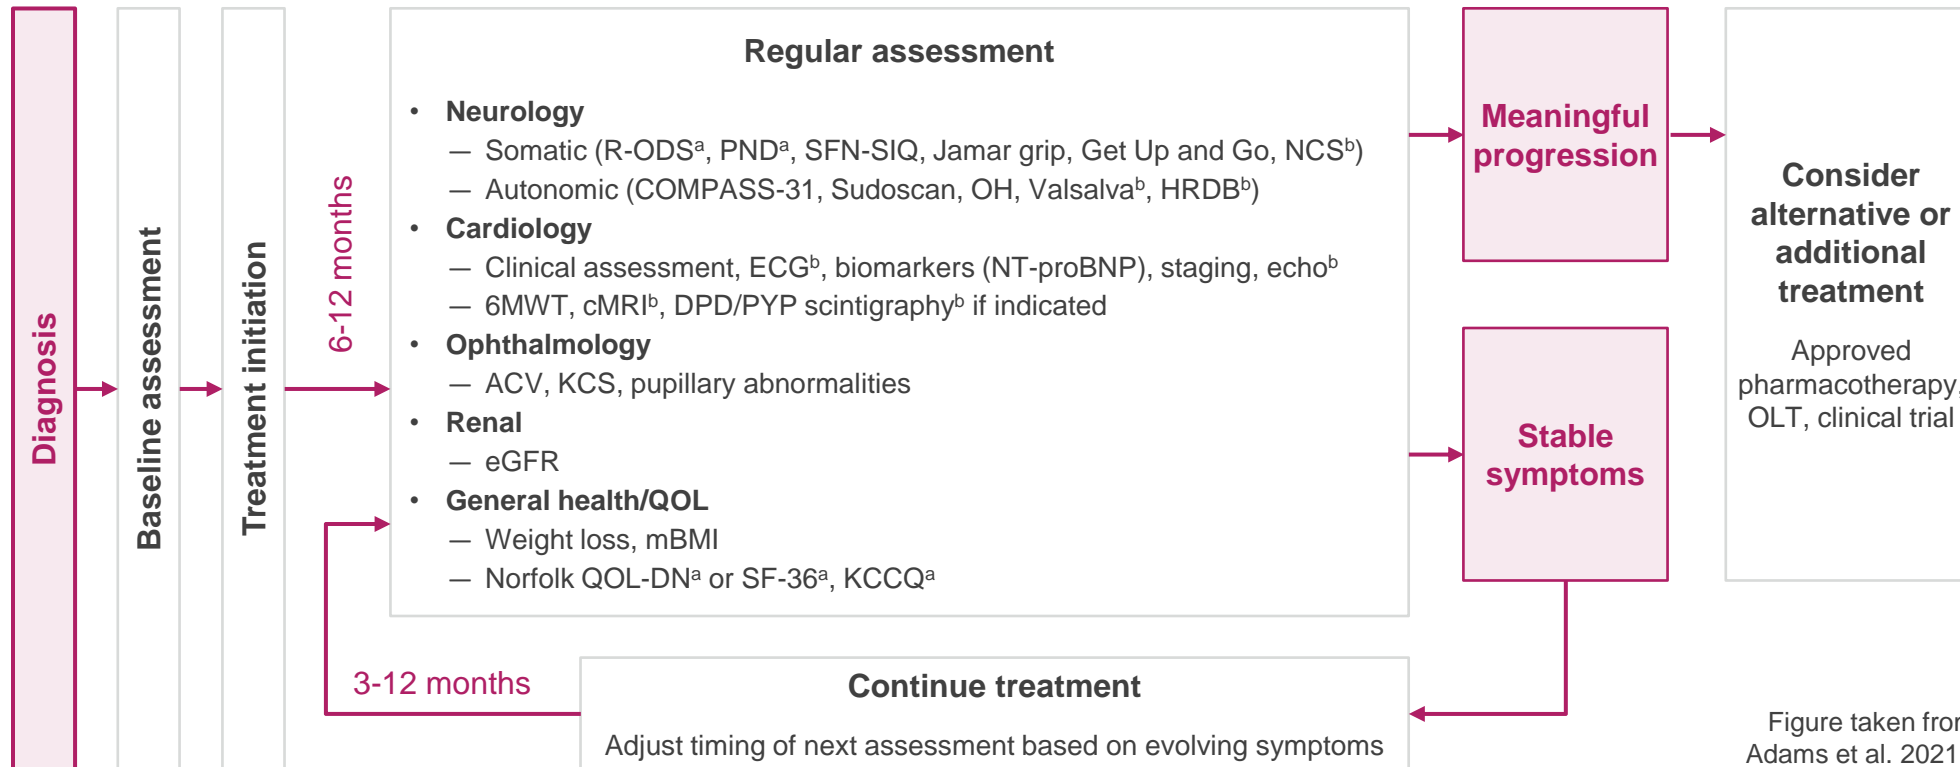 Diagnosis
Baseline assessment
Treatment initiation
6-12 months
Regular assessment
• Neurology
— Somatic (R-ODSᵃ, PNDᵃ, SFN-SIQ, Jamar grip, Get Up and Go, NCSᵇ)
— Autonomic (COMPASS-31, Sudoscan, OH, Valsalvaᵇ, HRDBᵇ)
• Cardiology
— Clinical assessment, ECGᵇ, biomarkers (NT-proBNP), staging, echoᵇ
— 6MWT, cMRIᵇ, DPD/PYP scintigraphyᵇ if indicated
• Ophthalmology
— ACV, KCS, pupillary abnormalities
• Renal
— eGFR
• General health/QOL
— Weight loss, mBMI
— Norfolk QOL-DNᵃ or SF-36ᵃ, KCCQᵃ
Meaningful
progression
Stable
symptoms
Consider
alternative or
additional
treatment
Approved
pharmacotherapy,
OLT, clinical trial
3-12 months
Continue treatment
Adjust timing of next assessment based on evolving symptoms
Figure taken from
Adams et al. 2021